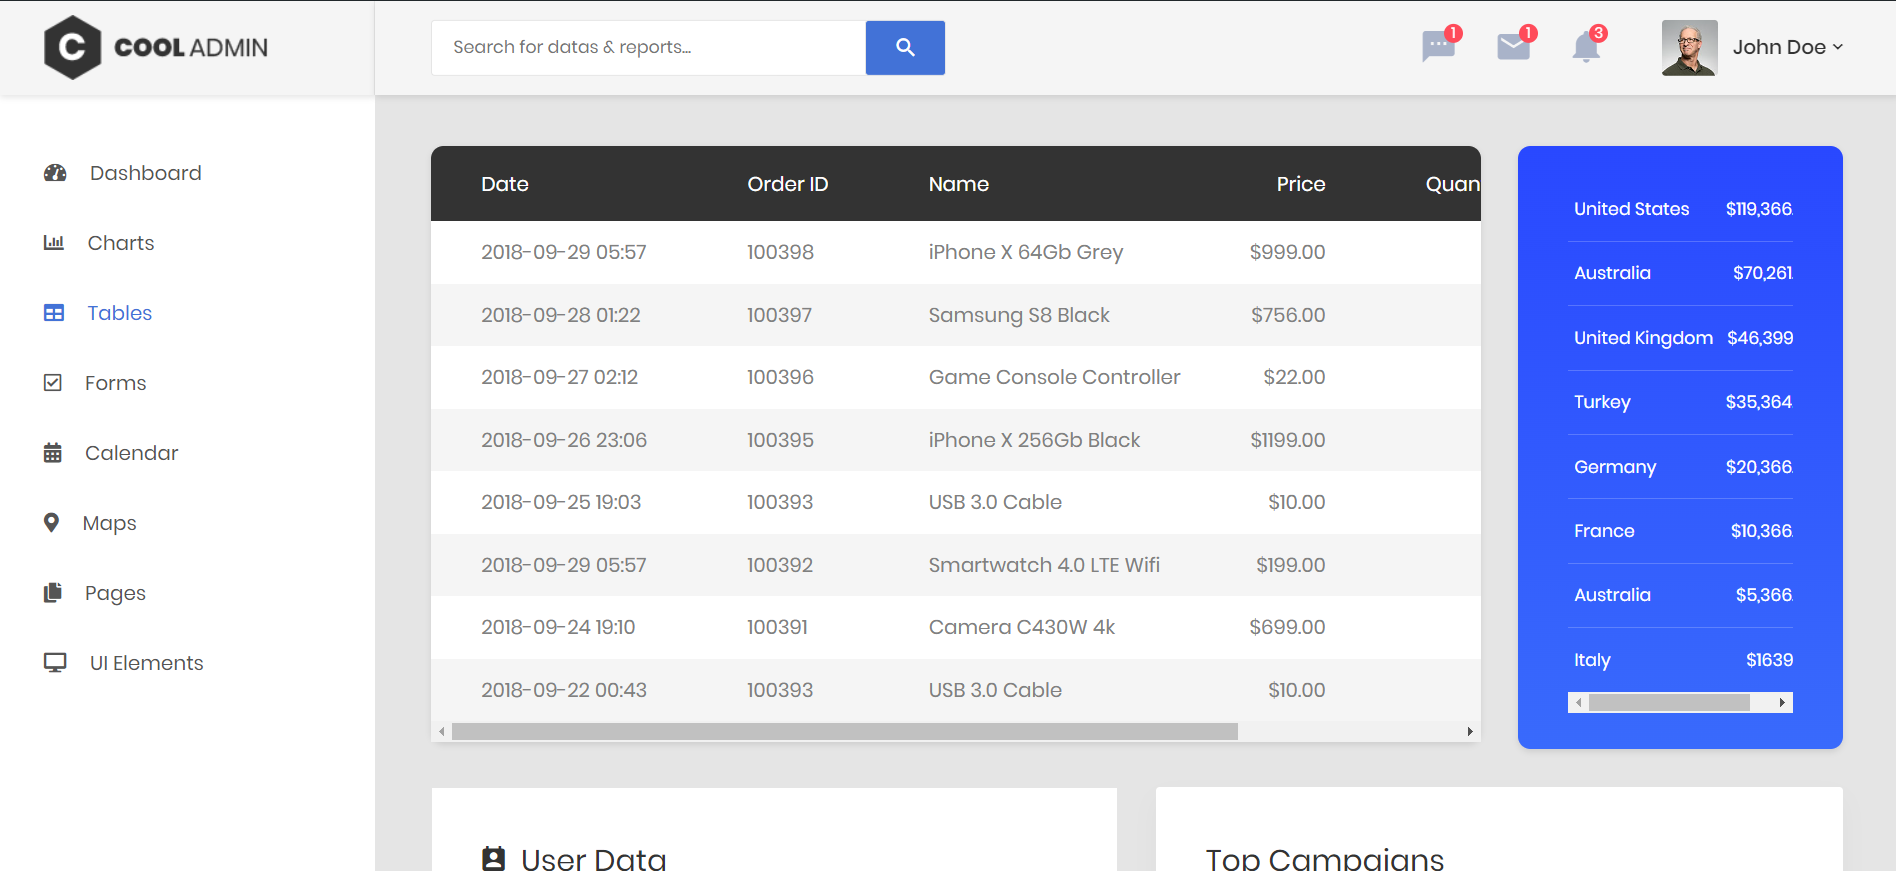 C COOL ADMIN
Search for datas & reports...
1
1
3
John Doe
Dashboard
Charts
Tables
Forms
Calendar
Maps
Pages
UI Elements
Date Order ID Name Price Quan
2018-09-29 05:57 100398 iPhone X 64Gb Grey $999.00
2018-09-28 01:22 100397 Samsung S8 Black $756.00
2018-09-27 02:12 100396 Game Console Controller $22.00
2018-09-26 23:06 100395 iPhone X 256Gb Black $1199.00
2018-09-25 19:03 100393 USB 3.0 Cable $10.00
2018-09-29 05:57 100392 Smartwatch 4.0 LTE Wifi $199.00
2018-09-24 19:10 100391 Camera C430W 4k $699.00
2018-09-22 00:43 100393 USB 3.0 Cable $10.00
United States $119,366.
Australia $70,261.
United Kingdom $46,399
Turkey $35,364
Germany $20,366.
France $10,366.
Australia $5,366.
Italy $1639
User Data
Top Campaigns